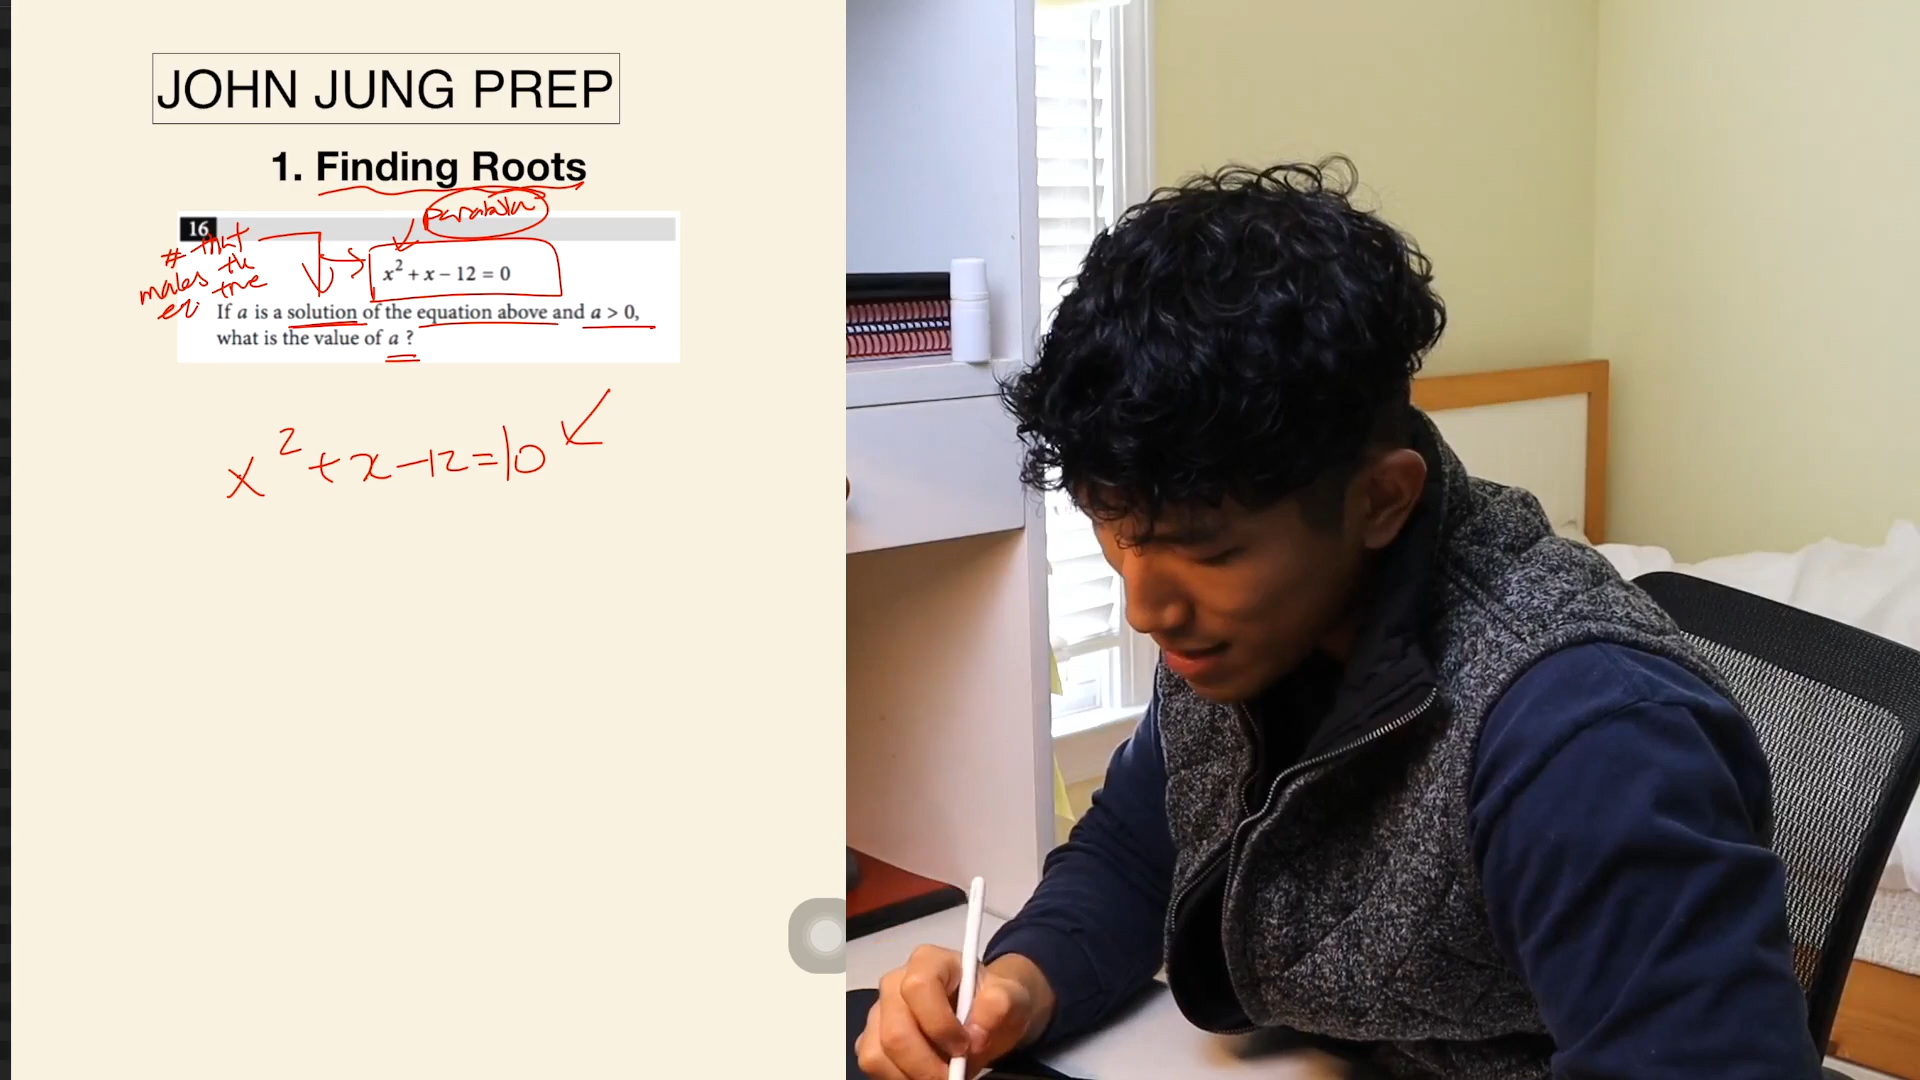 JOHN JUNG PREP
1. Finding Roots
parabola
16
# that
makes the
eq true
x² + x − 12 = 0
If a is a solution of the equation above and a > 0,
what is the value of a ?
x² + x − 12 = 0